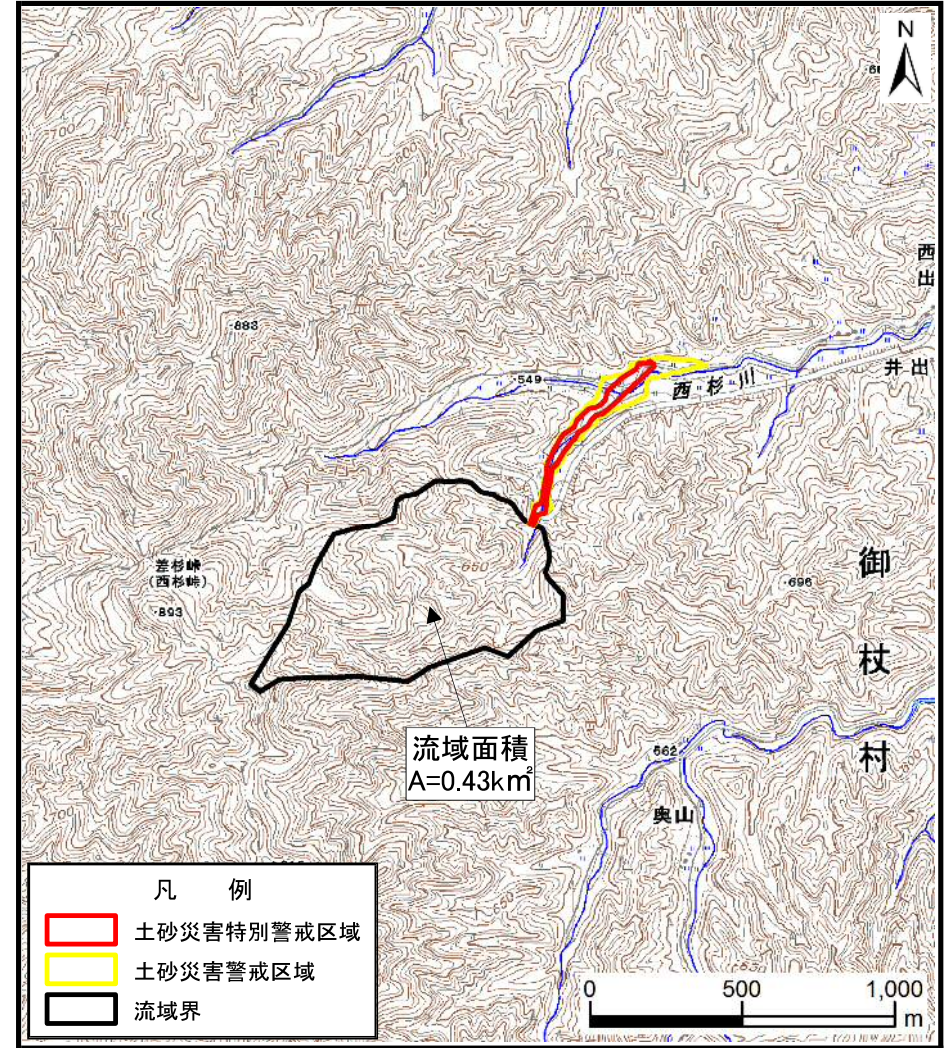 N
西出
・883
井出
・549
西杉川
差杉峠
(西杉峠)
・893
660
・696
御杖村
流域面積
A=0.43k㎡
562
奥山
凡 例
土砂災害特別警戒区域
土砂災害警戒区域
流域界
0 500 1,000
m